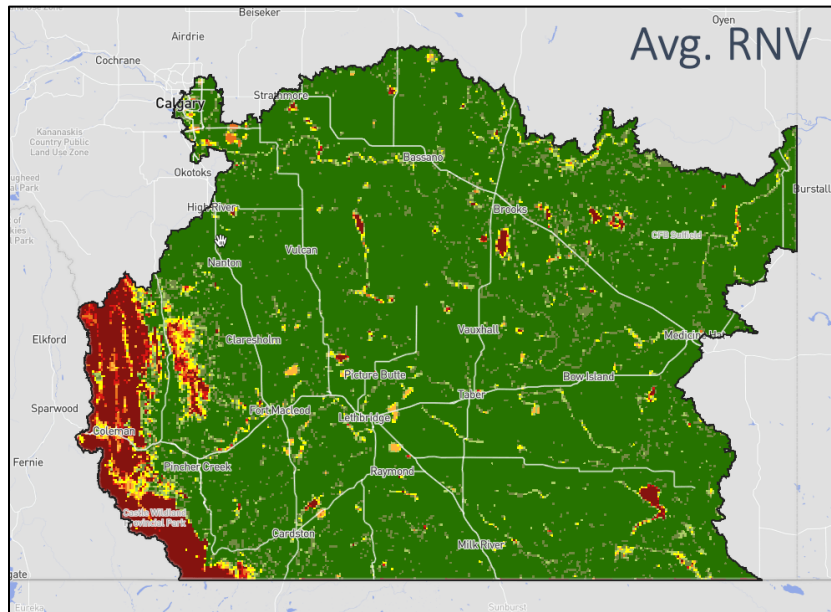 Beiseker
Oyen
Airdrie
Avg. RNV
Cochrane
Calgary
Strathmore
Kananaskis
Country Public
Land Use Zone
Bassano
Okotoks
Burstall
High River
Brooks
CFB Suffield
Vulcan
Nanton
Elkford
Claresholm
Vauxhall
Medicine Hat
Picture Butte
Bow Island
Taber
Sparwood
Fort Macleod
Lethbridge
Coleman
Fernie
Pincher Creek
Raymond
Castle Wildland
Cardston
Milk River
gate
Eureka
Sunburst